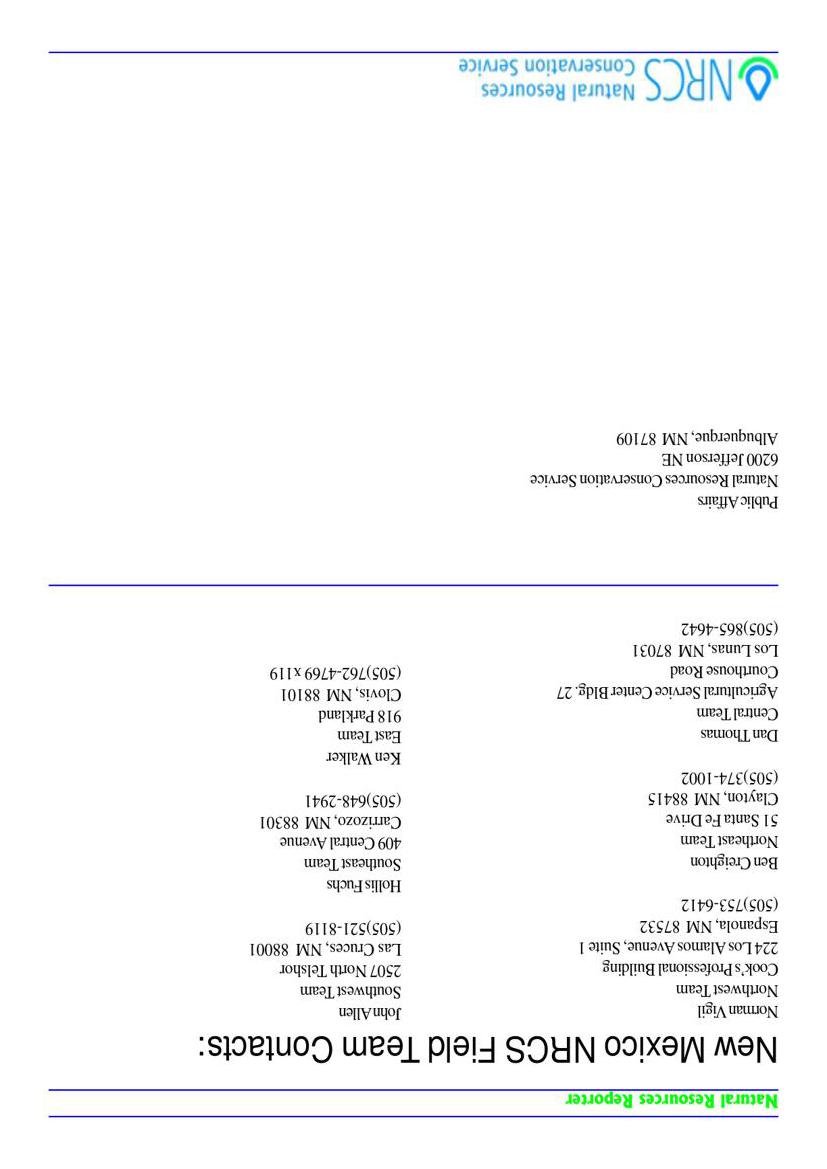 Natural Resources Reporter
New Mexico NRCS Field Team Contacts:
Norman Vigil
Northwest Team
Cook's Professional Building
224 Los Alamos Avenue, Suite 1
Espanola, NM 87532
(505)753-6412
Ben Creighton
Northeast Team
51 Santa Fe Drive
Clayton, NM 88415
(505)374-1002
Dan Thomas
Central Team
Agricultural Service Center Bldg. 27
Courthouse Road
Los Lunas, NM 87031
(505)865-4642
John Allen
Southwest Team
2507 North Telshor
Las Cruces, NM 88001
(505)521-8119
Hollis Fuchs
Southeast Team
409 Central Avenue
Carrizozo, NM 88301
(505)648-2941
Ken Walker
East Team
918 Parkland
Clovis, NM 88101
(505)762-4769 x119
Public Affairs
Natural Resources Conservation Service
6200 Jefferson NE
Albuquerque, NM 87109
NRCS
Natural Resources
Conservation Service